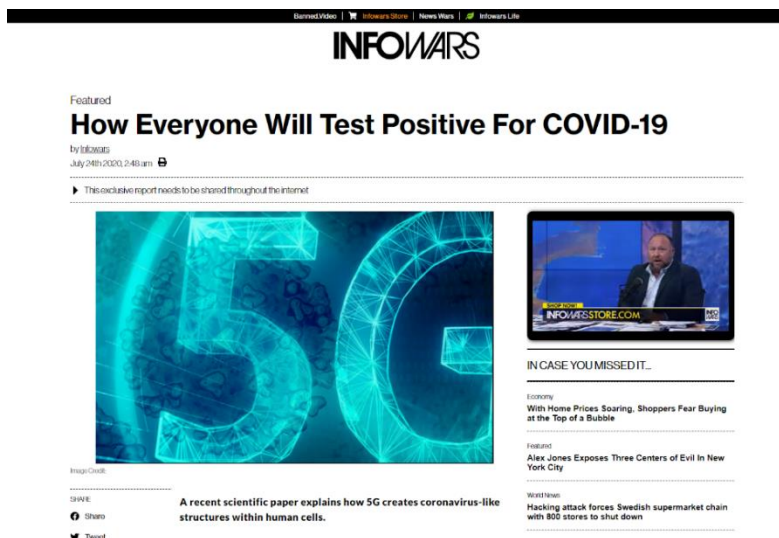 Banned.Video | Infowars Store | News Wars | Infowars Life
INFOWARS
Featured
How Everyone Will Test Positive For COVID-19
by Infowars
July 24th 2020, 2:48 am
This exclusive report needs to be shared throughout the internet
5G
SHOP NOW!
INFOWARSSTORE.COM
INFO
WARS
Image Credit:
IN CASE YOU MISSED IT...
Economy
With Home Prices Soaring, Shoppers Fear Buying
at the Top of a Bubble
Featured
Alex Jones Exposes Three Centers of Evil In New
York City
World News
Hacking attack forces Swedish supermarket chain
with 800 stores to shut down
SHARE
Share
Tweet
A recent scientific paper explains how 5G creates coronavirus-like
structures within human cells.